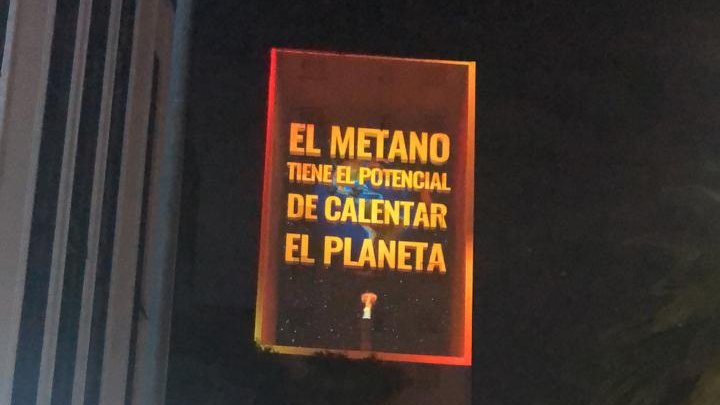 EL METANO
TIENE EL POTENCIAL
DE CALENTAR
EL PLANETA